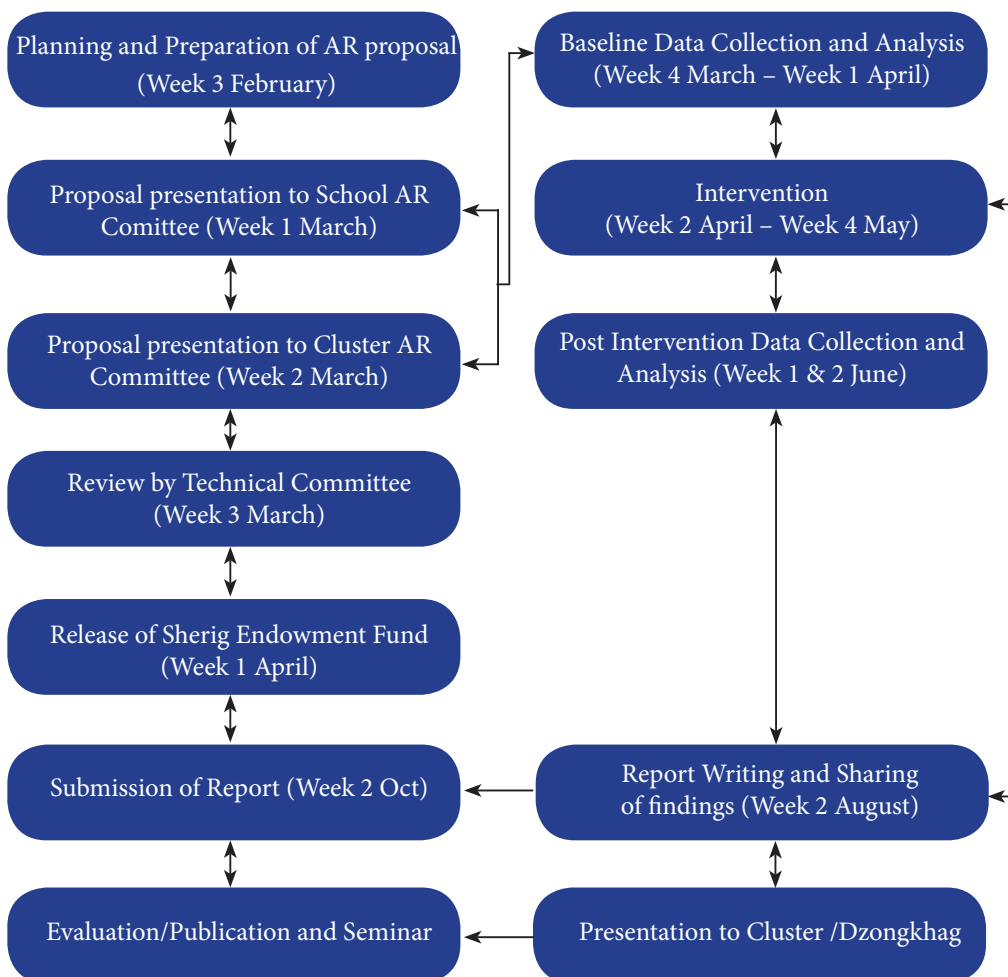 Planning and Preparation of AR proposal
(Week 3 February)
Proposal presentation to School AR
Comittee (Week 1 March)
Proposal presentation to Cluster AR
Committee (Week 2 March)
Review by Technical Committee
(Week 3 March)
Release of Sherig Endowment Fund
(Week 1 April)
Submission of Report (Week 2 Oct)
Evaluation/Publication and Seminar
Baseline Data Collection and Analysis
(Week 4 March – Week 1 April)
Intervention
(Week 2 April – Week 4 May)
Post Intervention Data Collection and
Analysis (Week 1 & 2 June)
Report Writing and Sharing
of findings (Week 2 August)
Presentation to Cluster /Dzongkhag